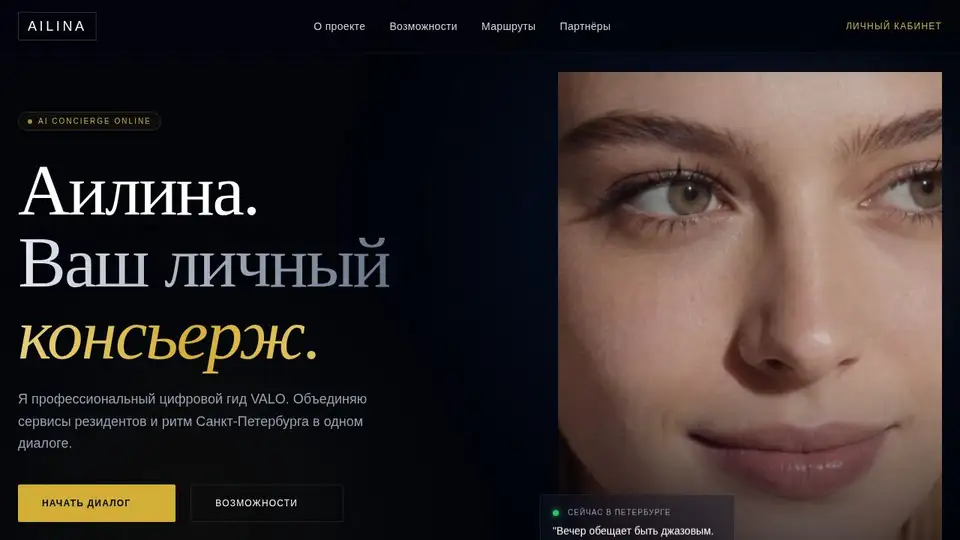 AILINA
О проекте
Возможности
Маршруты
Партнёры
ЛИЧНЫЙ КАБИНЕТ
AI CONCIERGE ONLINE
Аилина.
Ваш личный
консьерж.
Я профессиональный цифровой гид VALO. Объединяю
сервисы резидентов и ритм Санкт-Петербурга в одном
диалоге.
НАЧАТЬ ДИАЛОГ
ВОЗМОЖНОСТИ
СЕЙЧАС В ПЕТЕРБУРГЕ
"Вечер обещает быть джазовым.